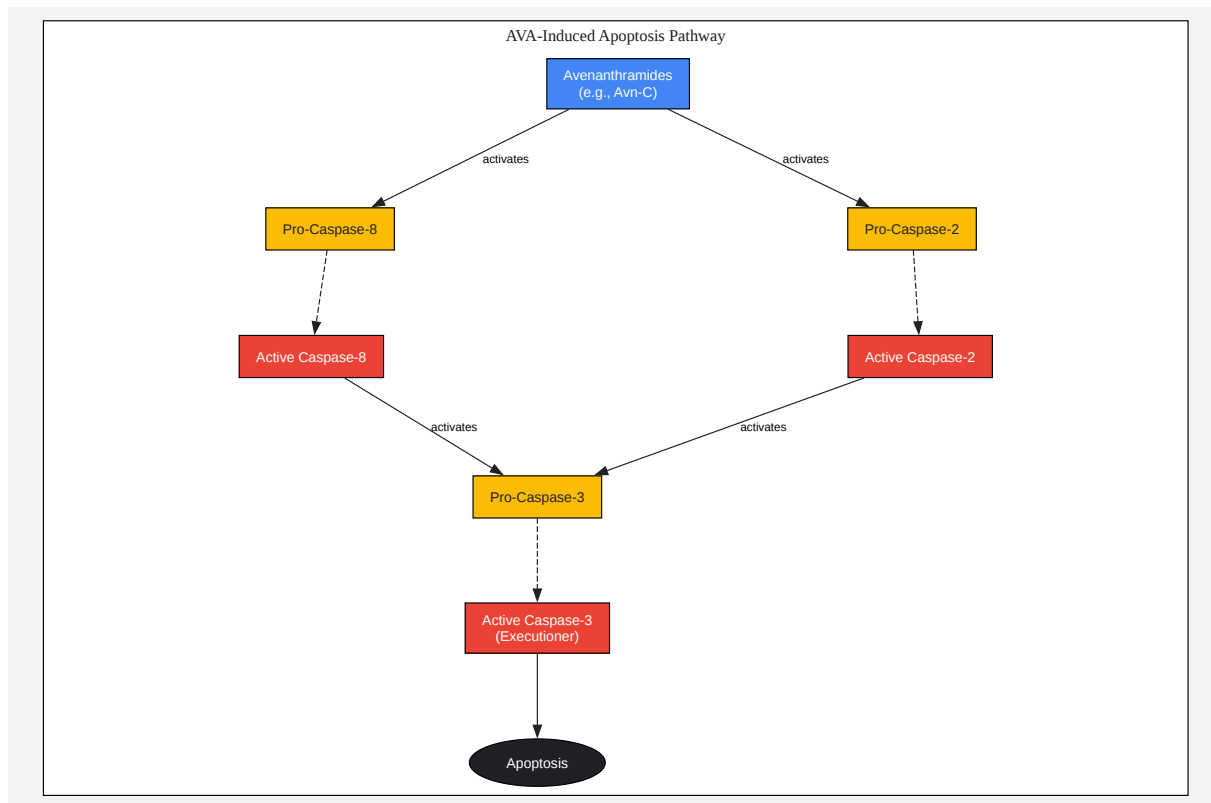 AVA-Induced Apoptosis Pathway
Avenanthramides
(e.g., Avn-C)
activates
activates
Pro-Caspase-8
Pro-Caspase-2
Active Caspase-8
Active Caspase-2
activates
activates
Pro-Caspase-3
Active Caspase-3
(Executioner)
Apoptosis